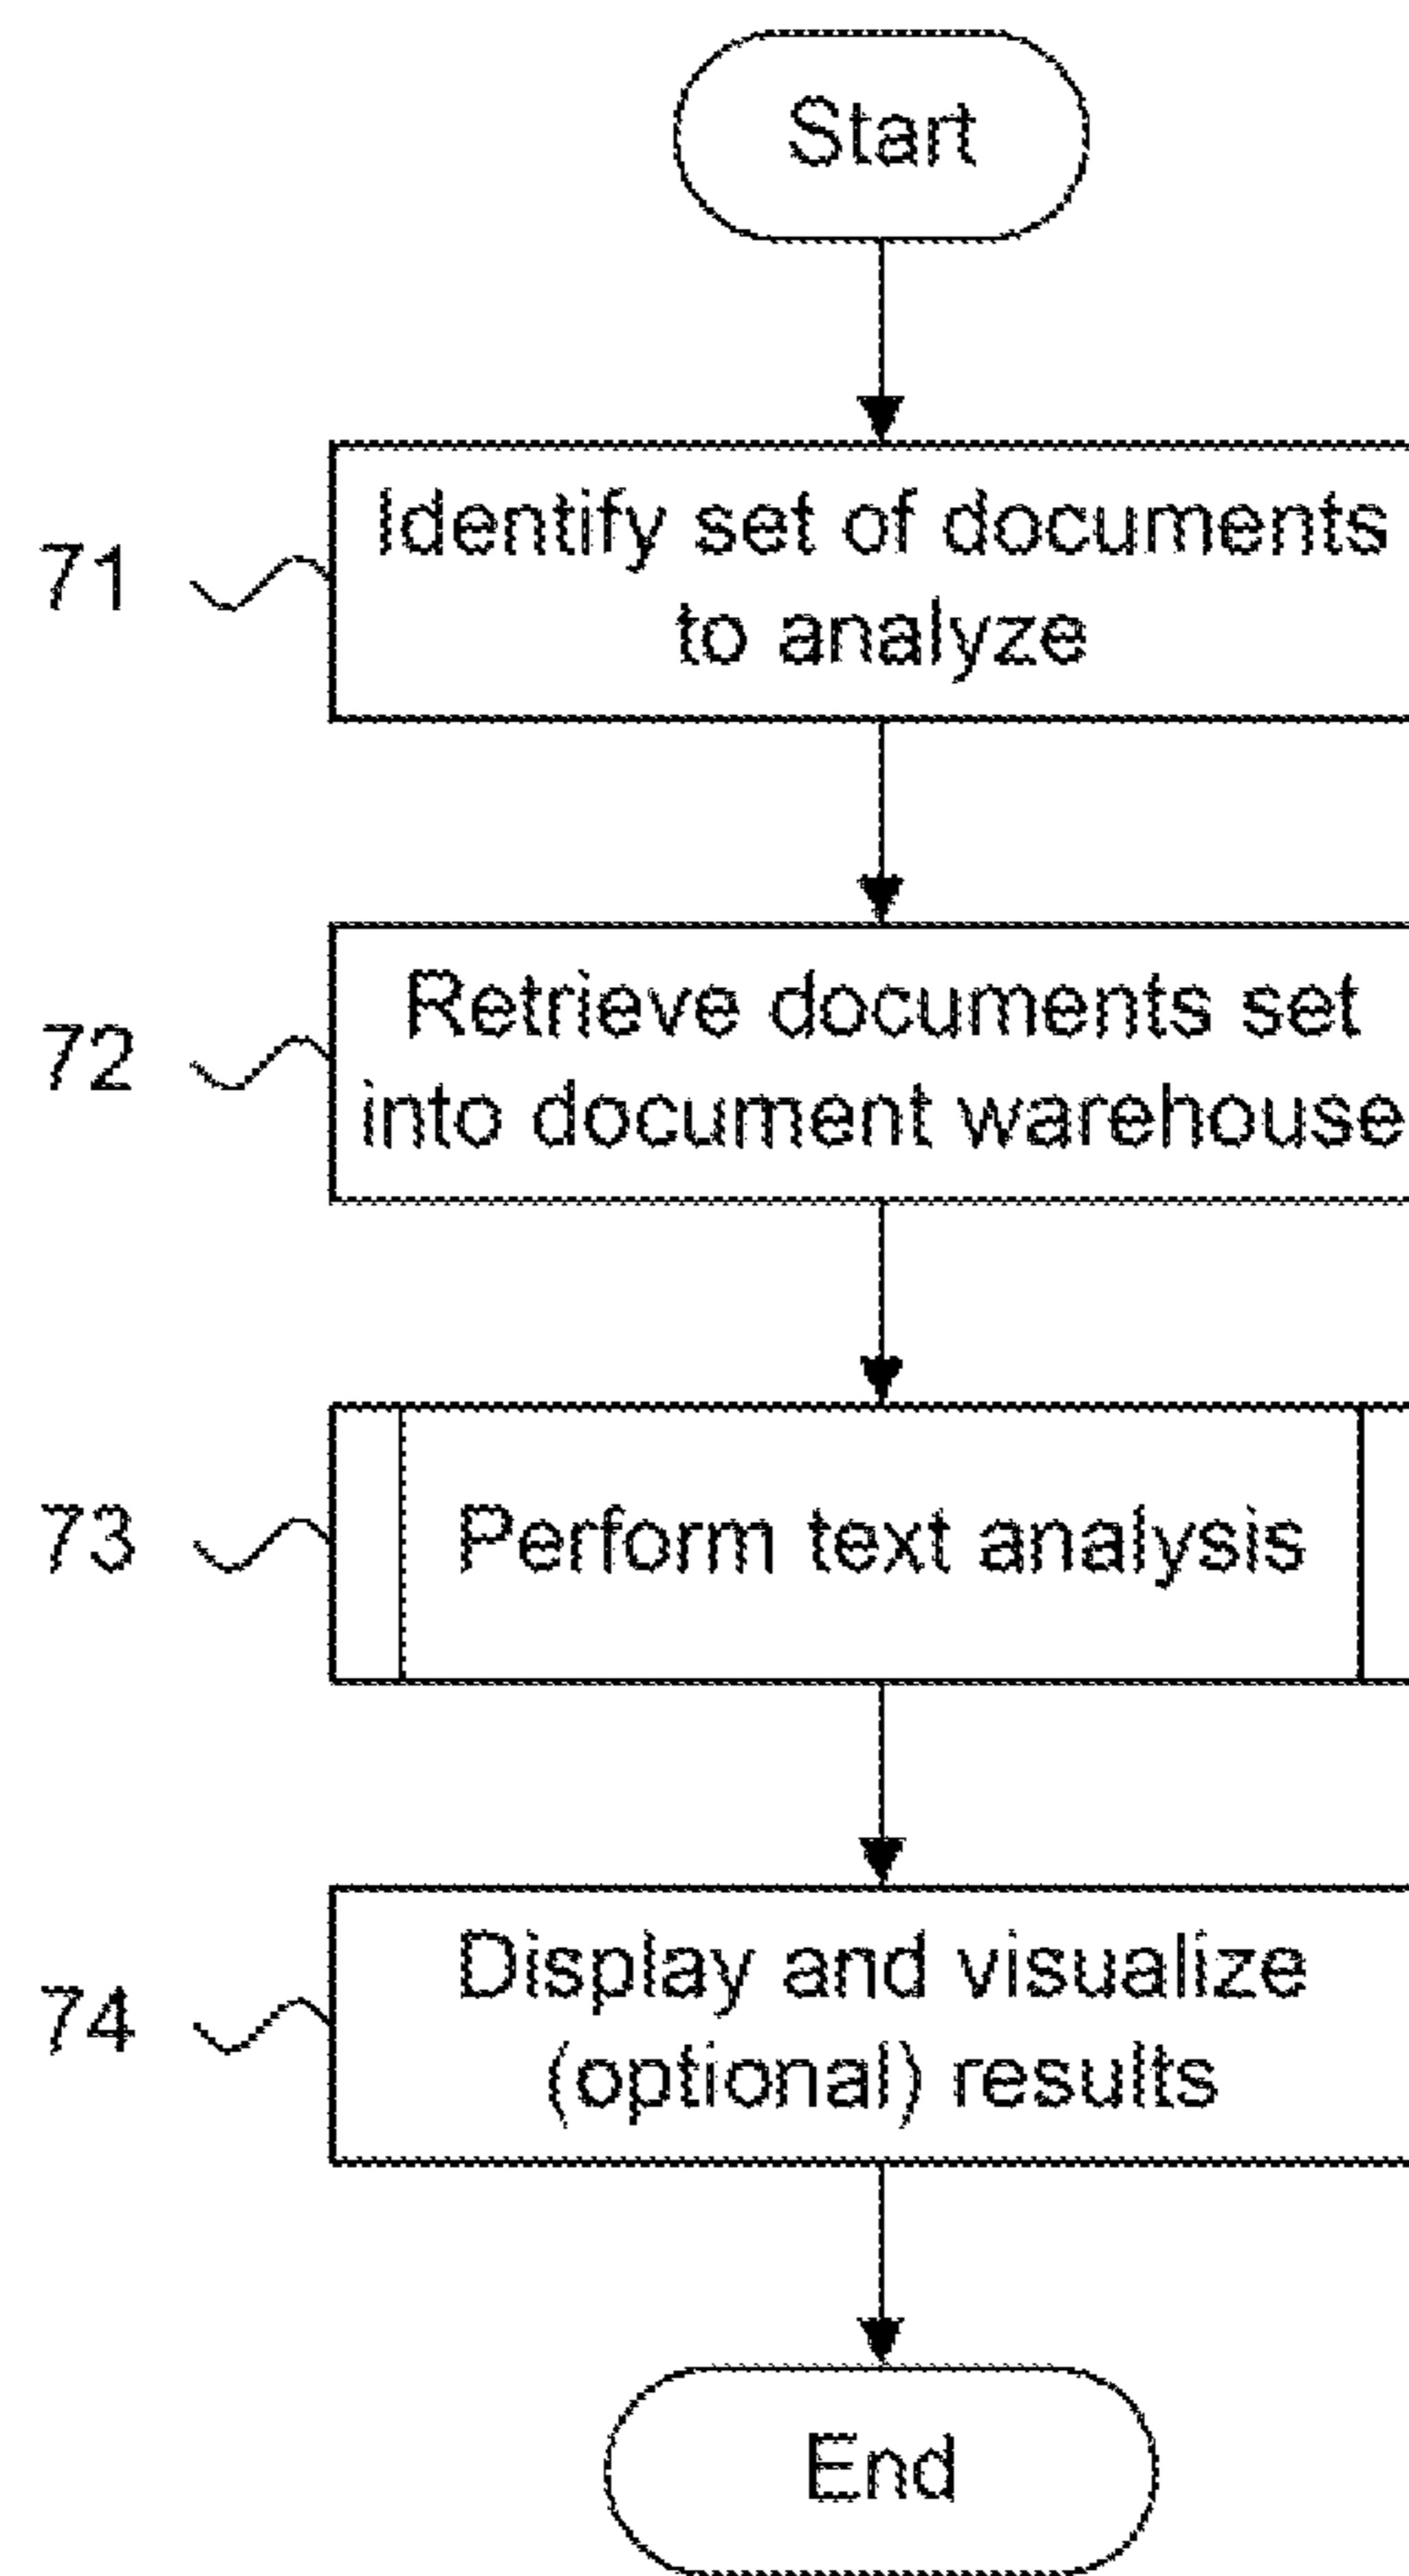 Start
71
Identify set of documents
to analyze
72
Retrieve documents set
into document warehouse
73
Perform text analysis
74
Display and visualize
(optional) results
End